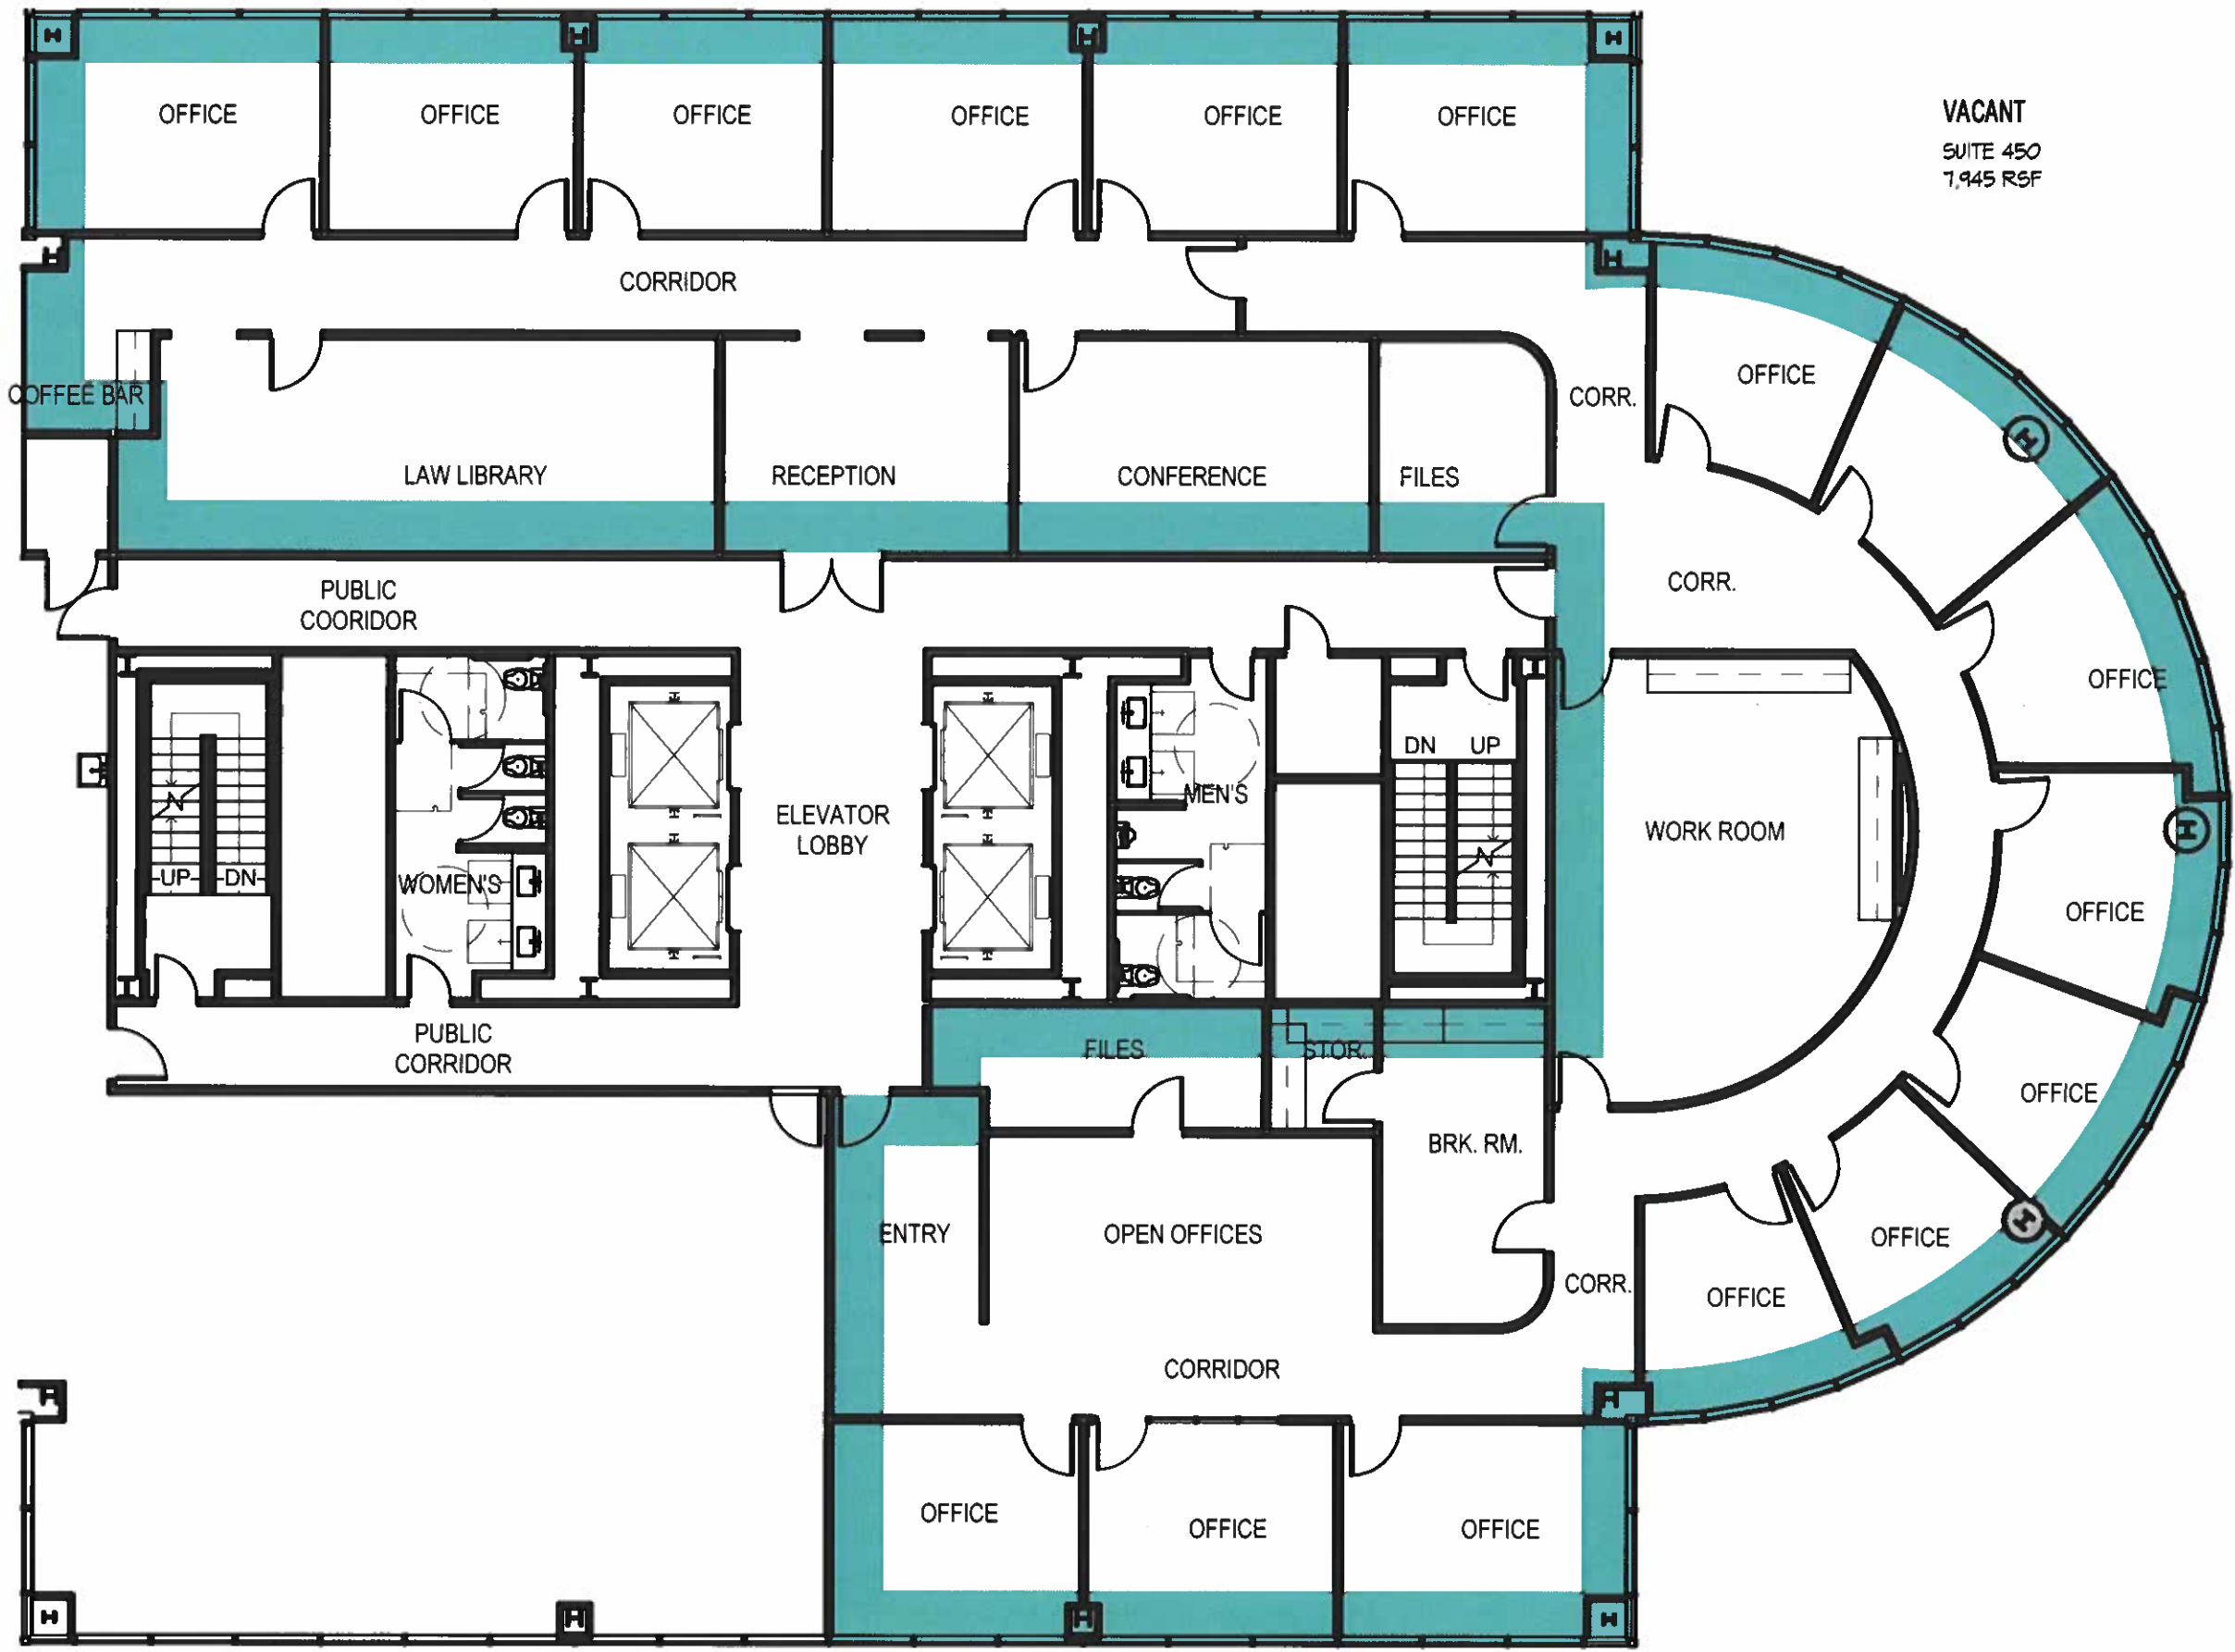 OFFICE
OFFICE
OFFICE
OFFICE
OFFICE
OFFICE
VACANT
SUITE 450
7,945 RSF
CORRIDOR
COFFEE BAR
LAW LIBRARY
RECEPTION
CONFERENCE
FILES
CORR.
OFFICE
CORR.
OFFICE
PUBLIC
COORIDOR
ELEVATOR
LOBBY
WOMEN'S
MEN'S
UP
DN
DN
UP
WORK ROOM
OFFICE
PUBLIC
CORRIDOR
FILES
STOR.
BRK. RM.
OFFICE
ENTRY
OPEN OFFICES
CORR.
OFFICE
OFFICE
CORRIDOR
OFFICE
OFFICE
OFFICE